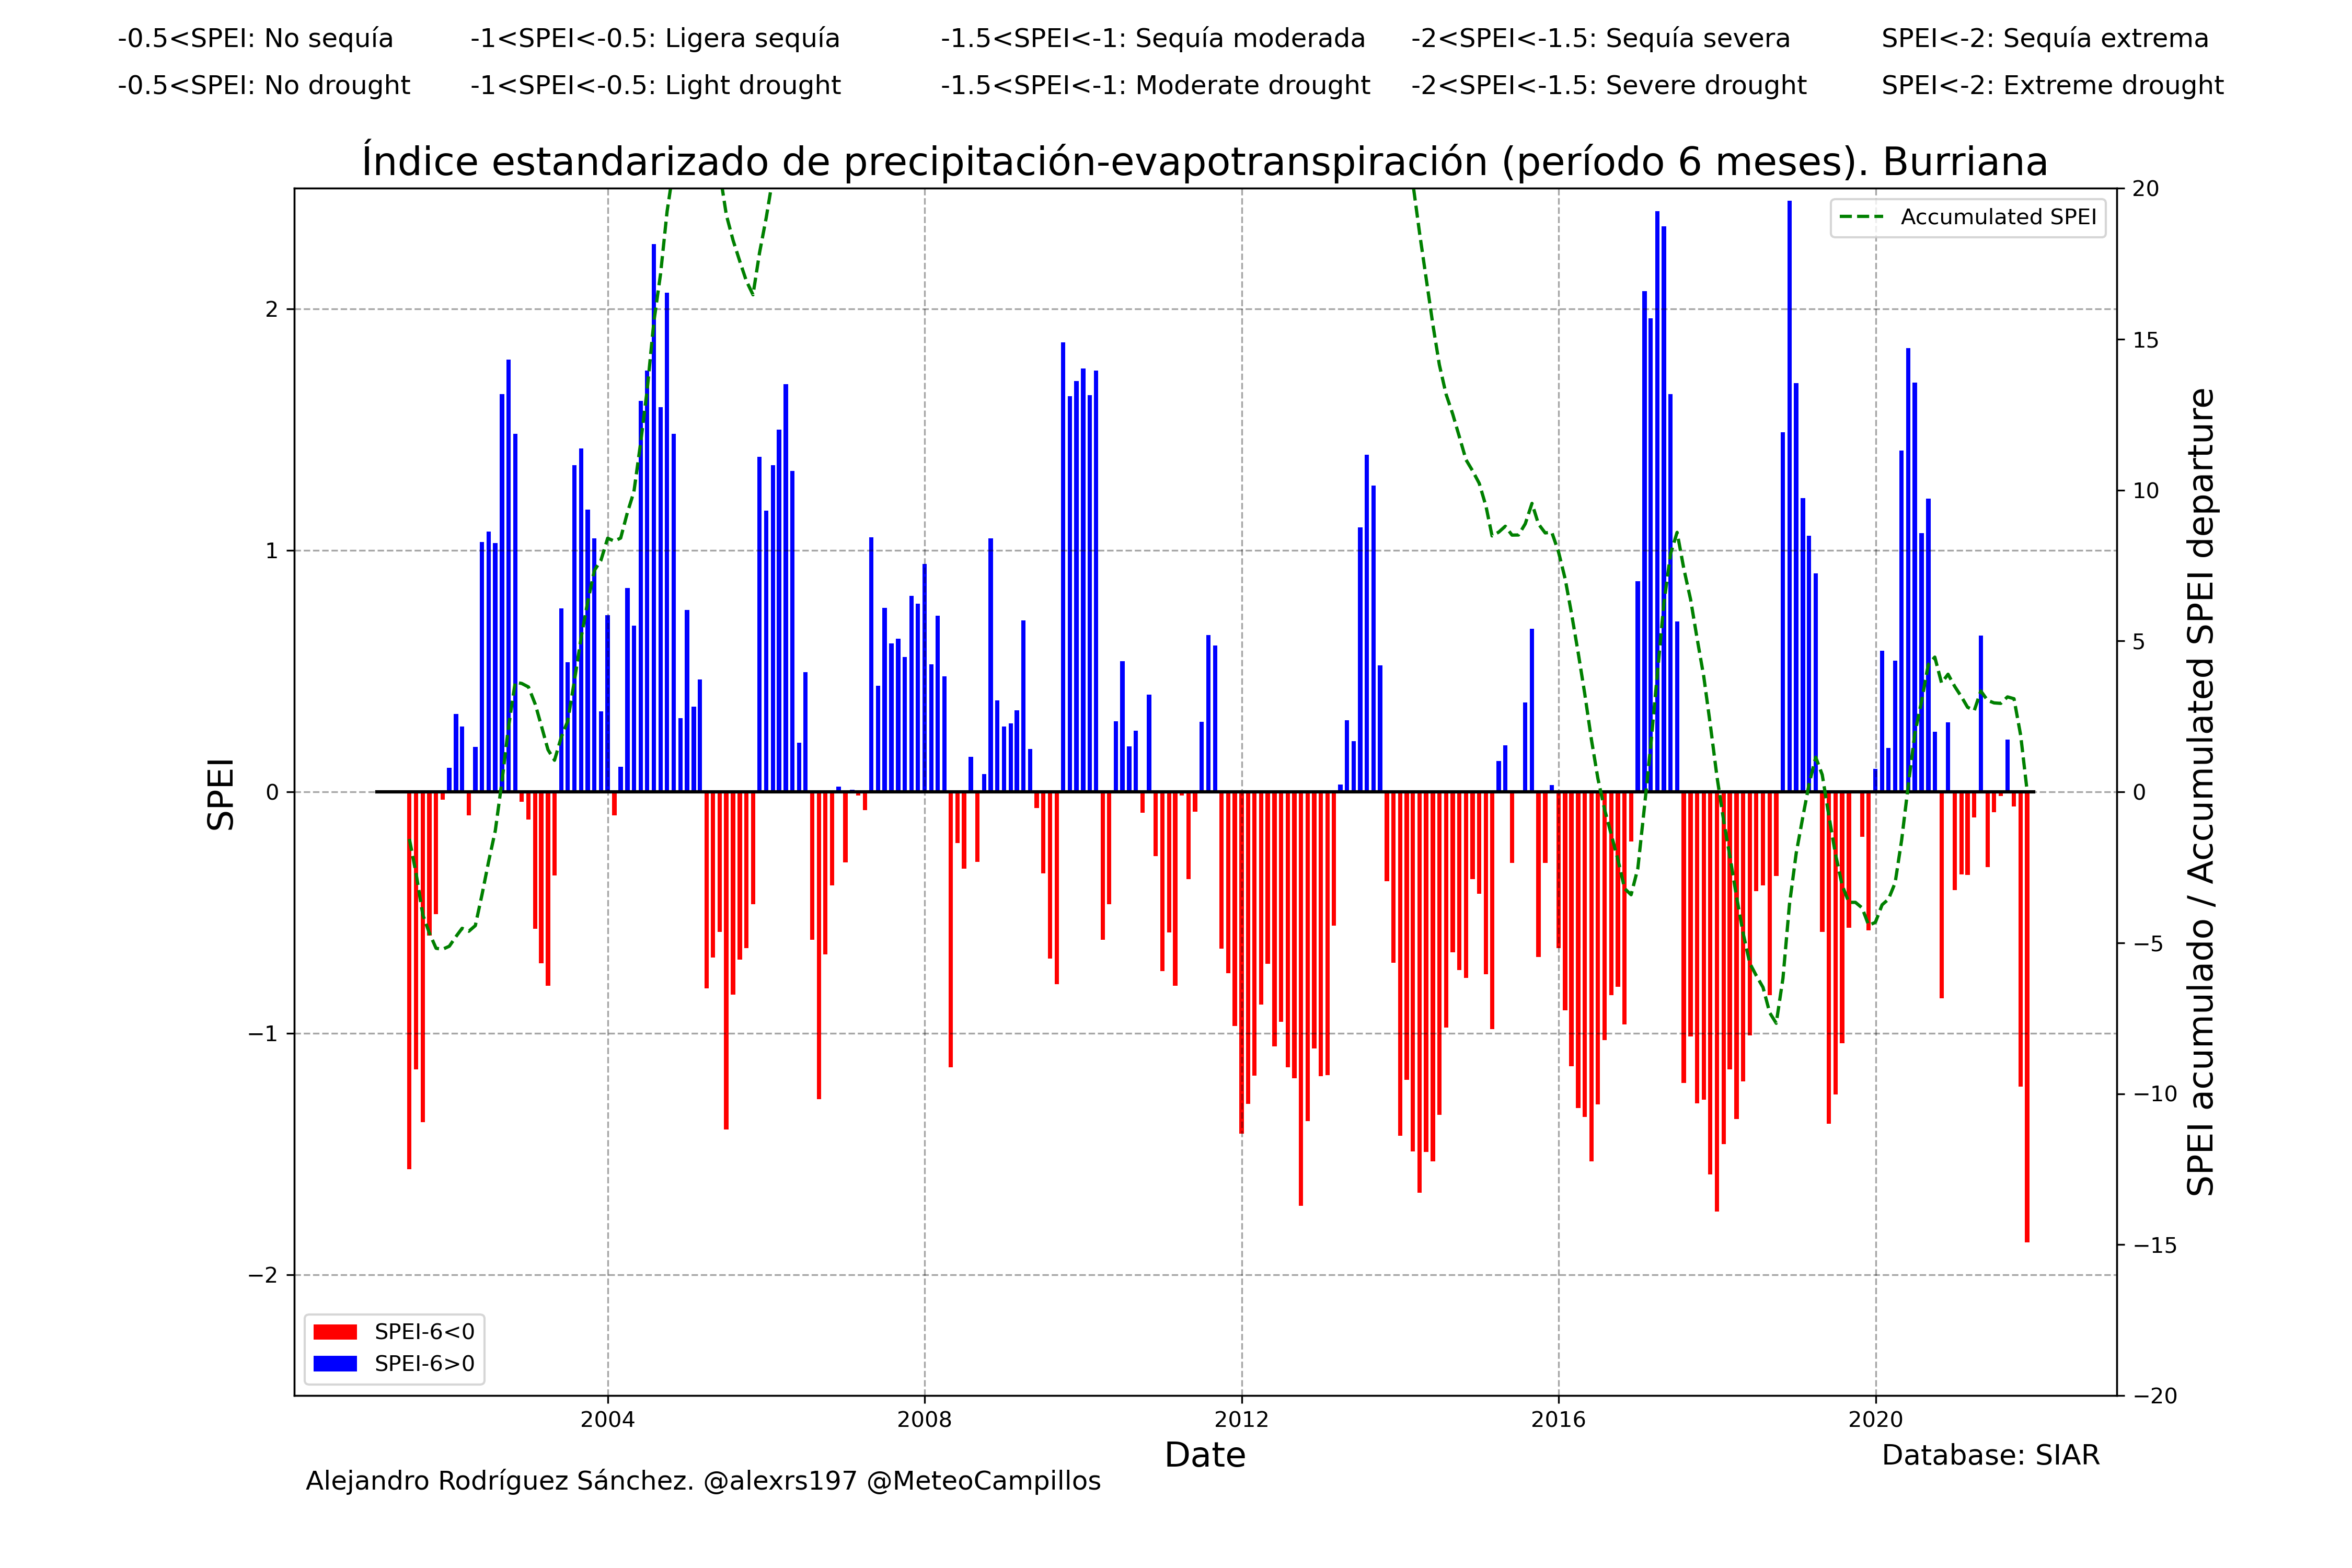 -0.5<SPEI: No sequía -1<SPEI<-0.5: Ligera sequía -1.5<SPEI<-1: Sequía moderada -2<SPEI<-1.5: Sequía severa SPEI<-2: Sequía extrema
-0.5<SPEI: No drought -1<SPEI<-0.5: Light drought -1.5<SPEI<-1: Moderate drought -2<SPEI<-1.5: Severe drought SPEI<-2: Extreme drought
Índice estandarizado de precipitación-evapotranspiración (período 6 meses). Burriana
SPEI
2
1
0
−1
−2
Accumulated SPEI
20
15
10
5
0
−5
−10
−15
−20
SPEI acumulado / Accumulated SPEI departure
SPEI-6<0
SPEI-6>0
2004 2008 2012 2016 2020
Date
Database: SIAR
Alejandro Rodríguez Sánchez. @alexrs197 @MeteoCampillos